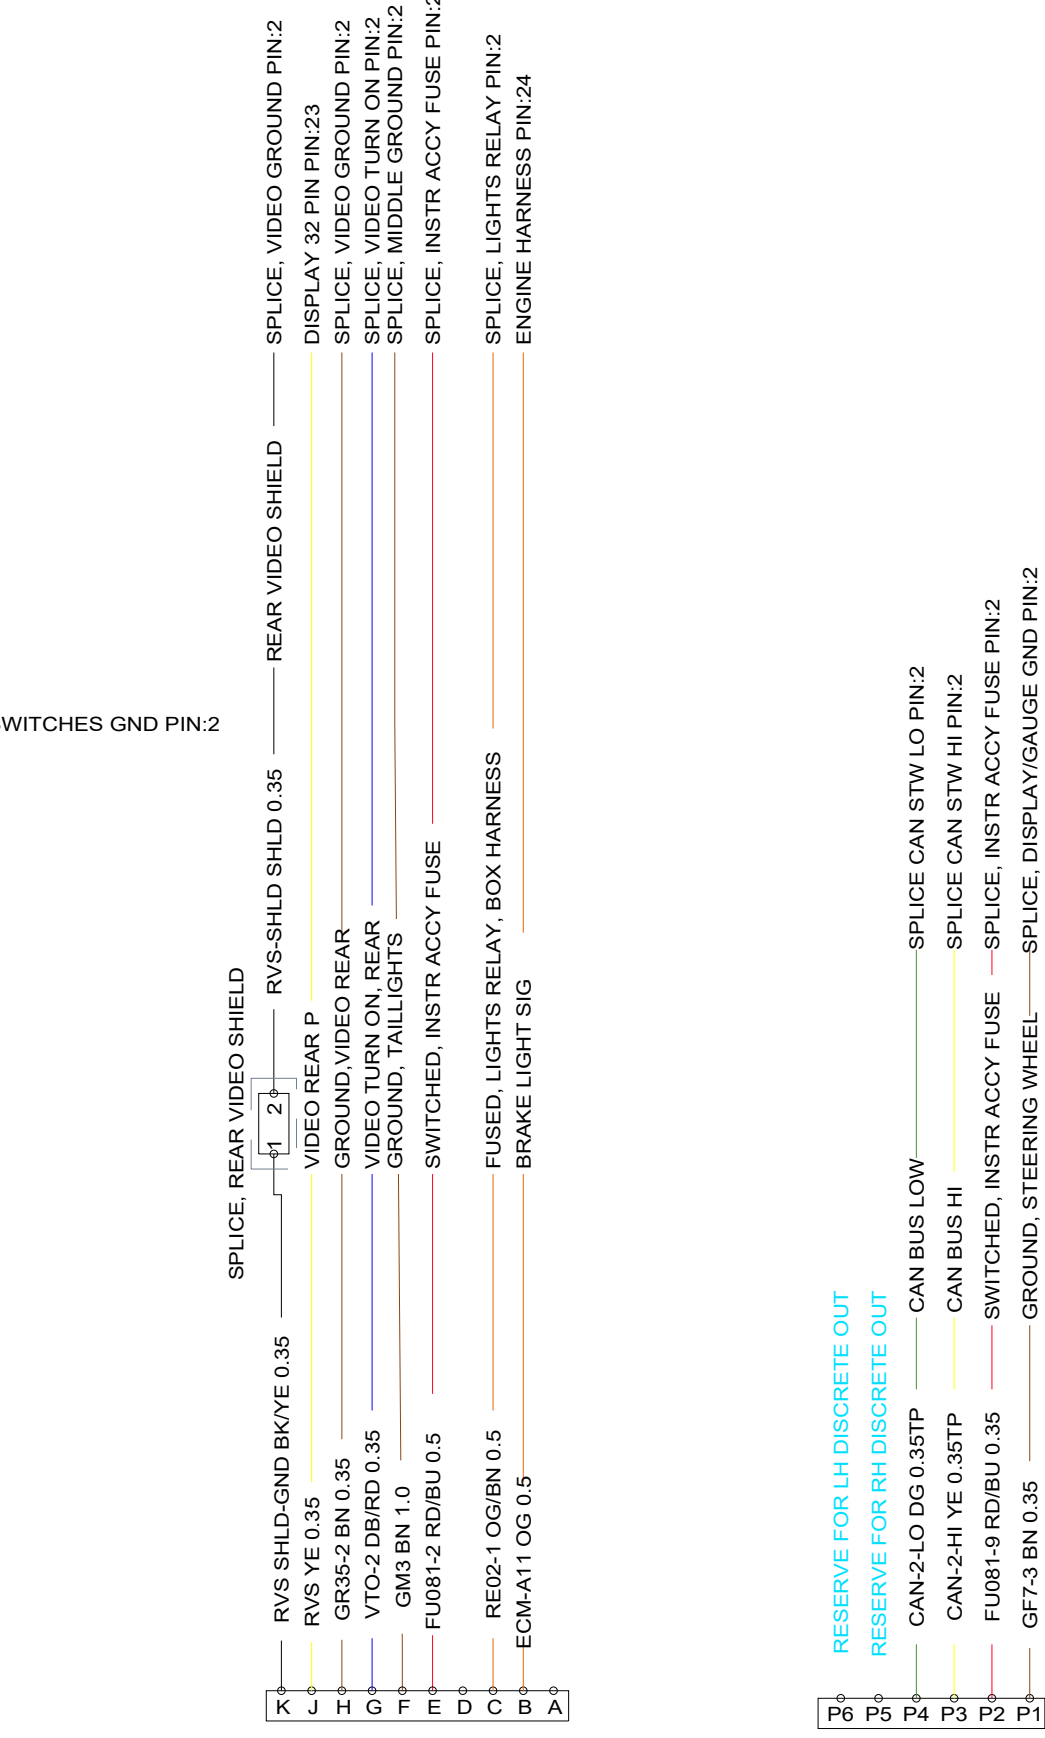 SPLICE, VIDEO GROUND PIN:2
DISPLAY 32 PIN PIN:23
SPLICE, VIDEO GROUND PIN:2
SPLICE, VIDEO TURN ON PIN:2
SPLICE, MIDDLE GROUND PIN:2
SPLICE, INSTR ACCY FUSE PIN:2
SPLICE, LIGHTS RELAY PIN:2
ENGINE HARNESS PIN:24
REAR VIDEO SHIELD
GND PIN:2
RVS-SHLD SHLD 0.35
SPLICE, REAR VIDEO SHIELD
1 2
VIDEO REAR P
GROUND,VIDEO REAR
VIDEO TURN ON, REAR
GROUND, TAILLIGHTS
SWITCHED, INSTR ACCY FUSE
FUSED, LIGHTS RELAY, BOX HARNESS
BRAKE LIGHT SIG
RVS SHLD-GND BK/YE 0.35
RVS YE 0.35
GR35-2 BN 0.35
VTO-2 DB/RD 0.35
GM3 BN 1.0
FU081-2 RD/BU 0.5
RE02-1 OG/BN 0.5
ECM-A11 OG 0.5
K J H G F E D C B A
SPLICE CAN STW LO PIN:2
SPLICE CAN STW HI PIN:2
SPLICE, INSTR ACCY FUSE PIN:2
SPLICE, DISPLAY/GAUGE GND PIN:2
CAN BUS LOW
CAN BUS HI
SWITCHED, INSTR ACCY FUSE
GROUND, STEERING WHEEL
RESERVE FOR LH DISCRETE OUT
RESERVE FOR RH DISCRETE OUT
CAN-2-LO DG 0.35TP
CAN-2-HI YE 0.35TP
FU081-9 RD/BU 0.35
GF7-3 BN 0.35
P6 P5 P4 P3 P2 P1